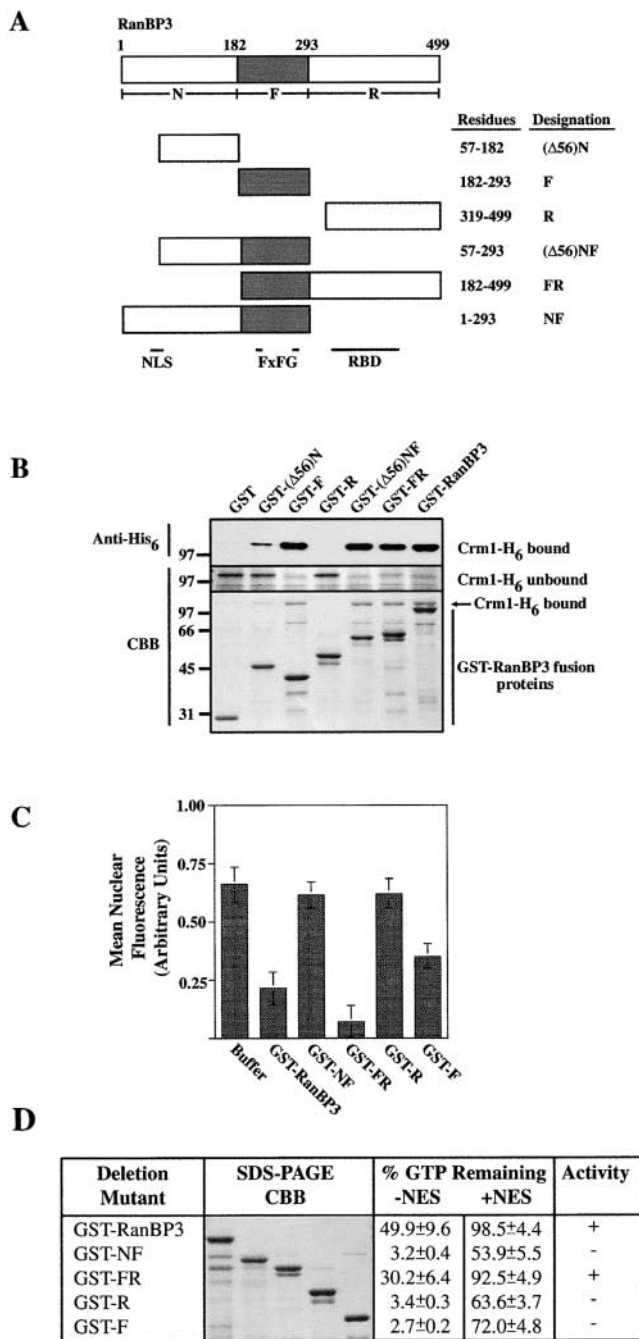 A
RanBP3
1 182 293 499
N F R
Residues Designation
57-182 (Δ56)N
182-293 F
319-499 R
57-293 (Δ56)NF
182-499 FR
1-293 NF
NLS FxFG RBD
B
GST GST-(Δ56)N GST-F GST-R GST-(Δ56)NF GST-FR GST-RanBP3
Anti-His6
97
Crm1-H6 bound
97
Crm1-H6 unbound
CBB
97
Crm1-H6 bound
66
45
31
GST-RanBP3 fusion
proteins
C
Mean Nuclear
Fluorescence
(Arbitrary Units)
1.00
0.75
0.50
0.25
Buffer GST-RanBP3 GST-NF GST-FR GST-R GST-F
D
Deletion SDS-PAGE % GTP Remaining Activity
Mutant CBB -NES +NES
GST-RanBP3 49.9±9.6 98.5±4.4 +
GST-NF 3.2±0.4 53.9±5.5 -
GST-FR 30.2±6.4 92.5±4.9 +
GST-R 3.4±0.3 63.6±3.7 -
GST-F 2.7±0.2 72.0±4.8 -